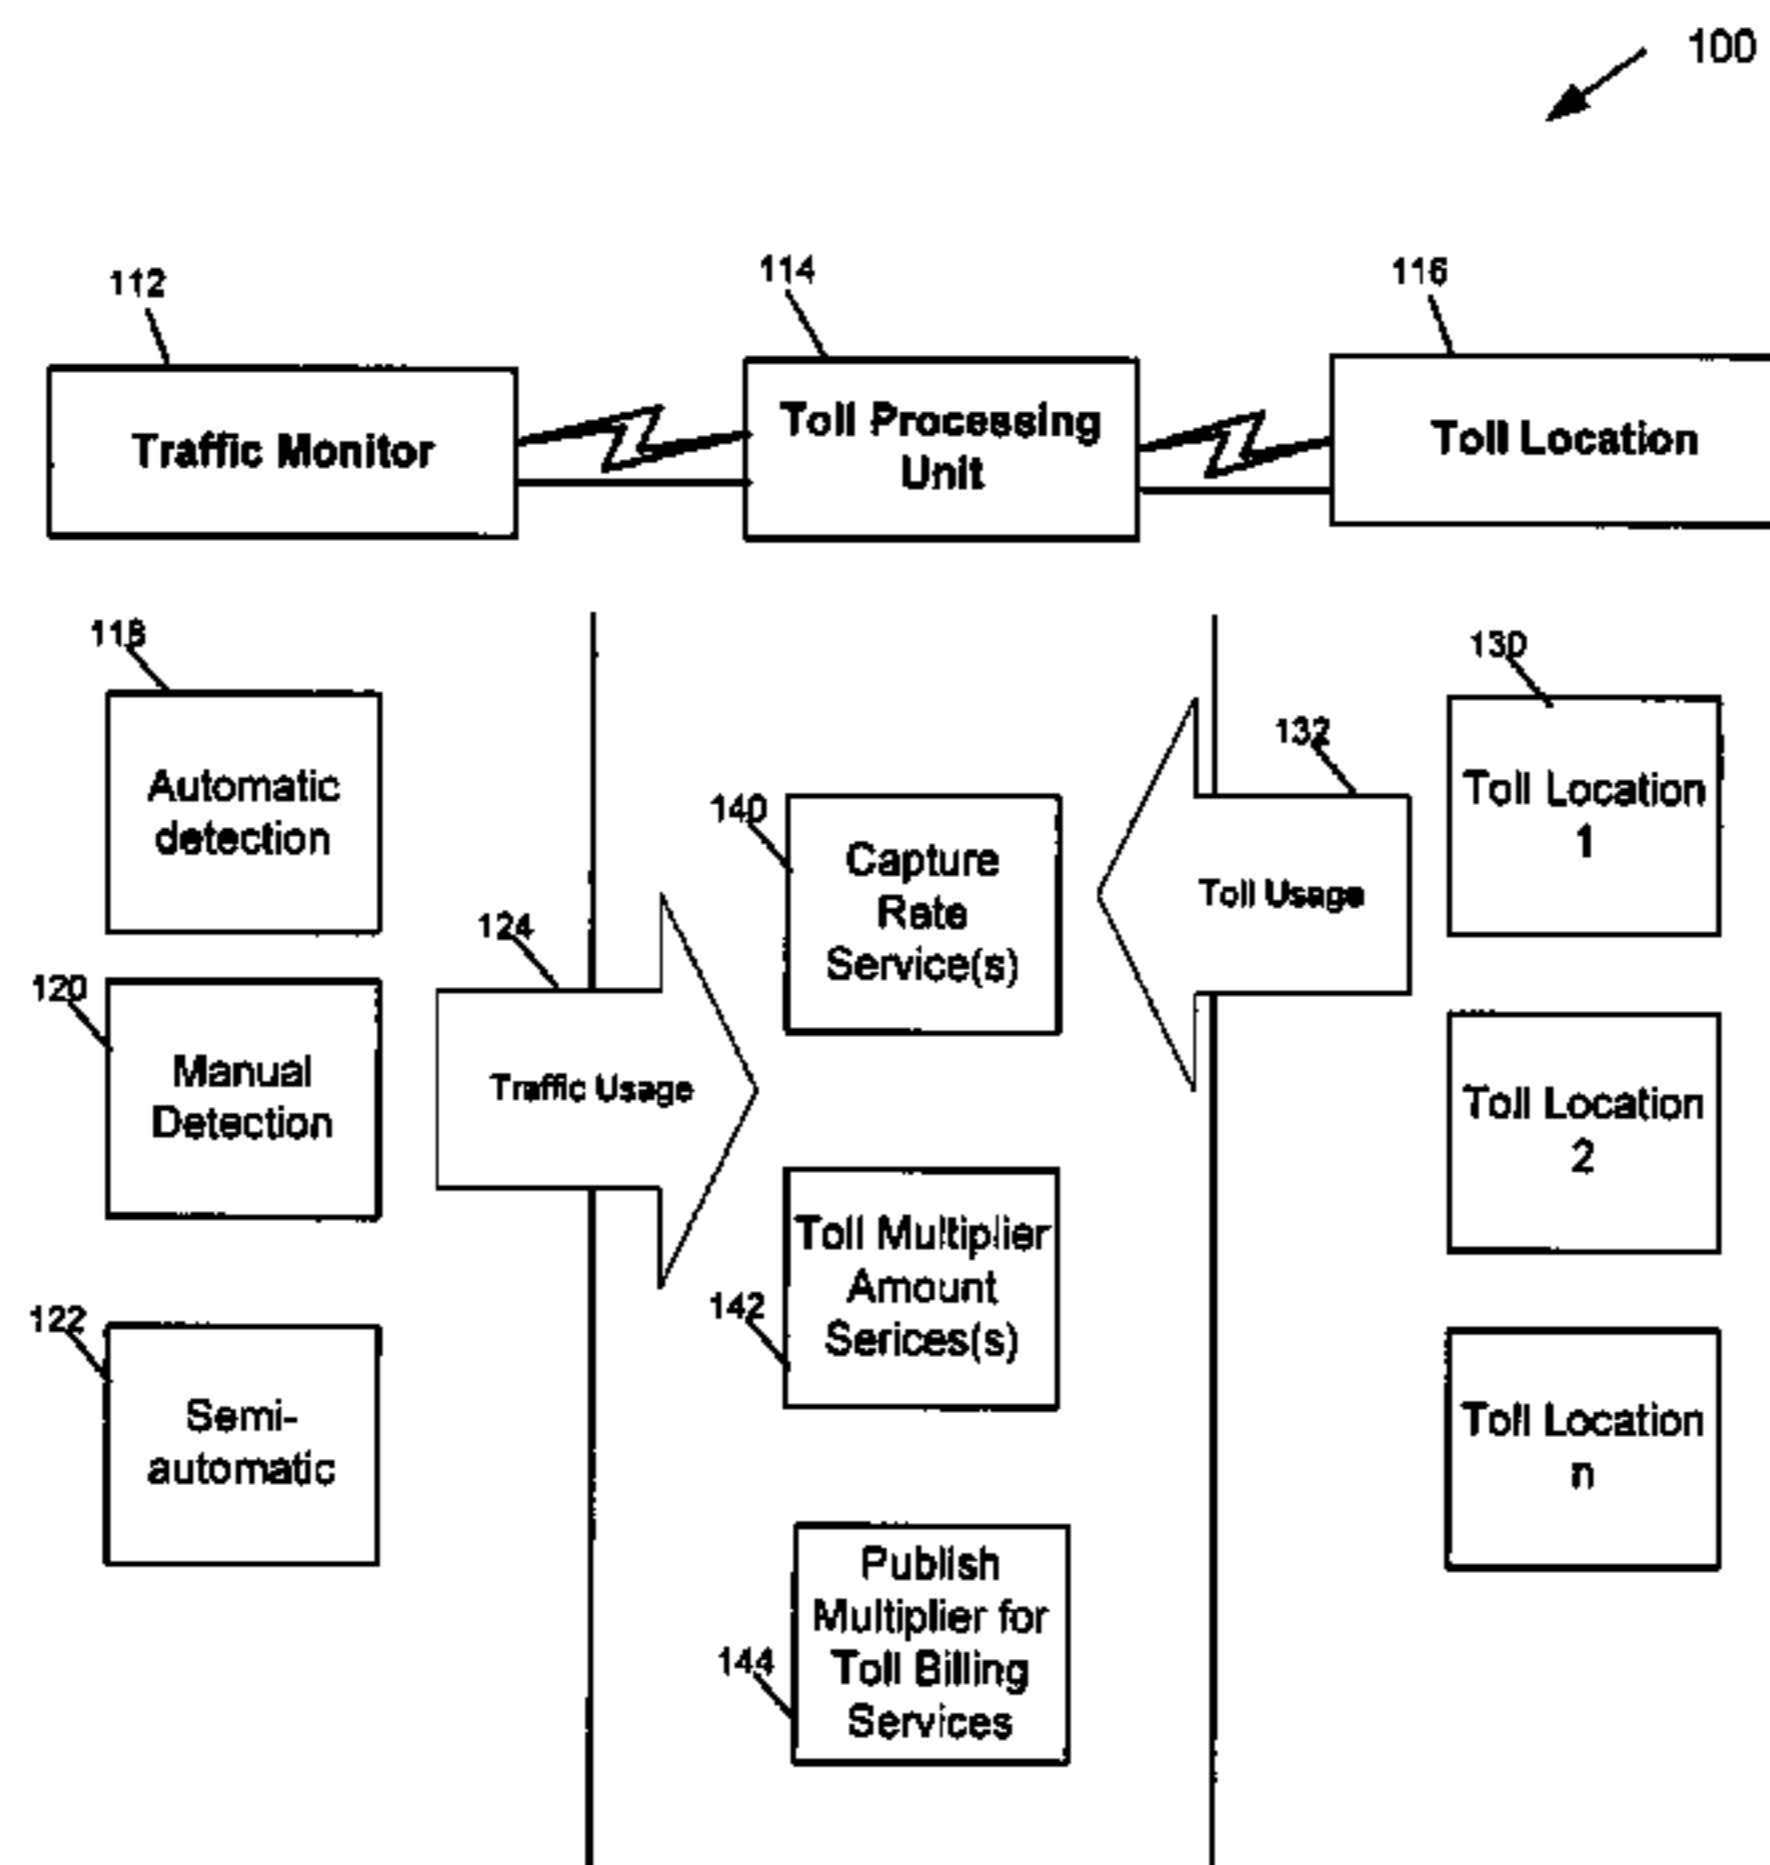 100
112
114
116
Traffic Monitor
Toll Processing
Unit
Toll Location
118
130
Automatic
detection
132
Toll Location
1
140
Capture
Rate
Service(s)
Toll Usage
124
120
Manual
Detection
Traffic Usage
Toll Location
2
Toll Multiplier
Amount
Serices(s)
142
122
Semi-
automatic
Toll Location
n
Publish
Multiplier for
Toll Billing
Services
144